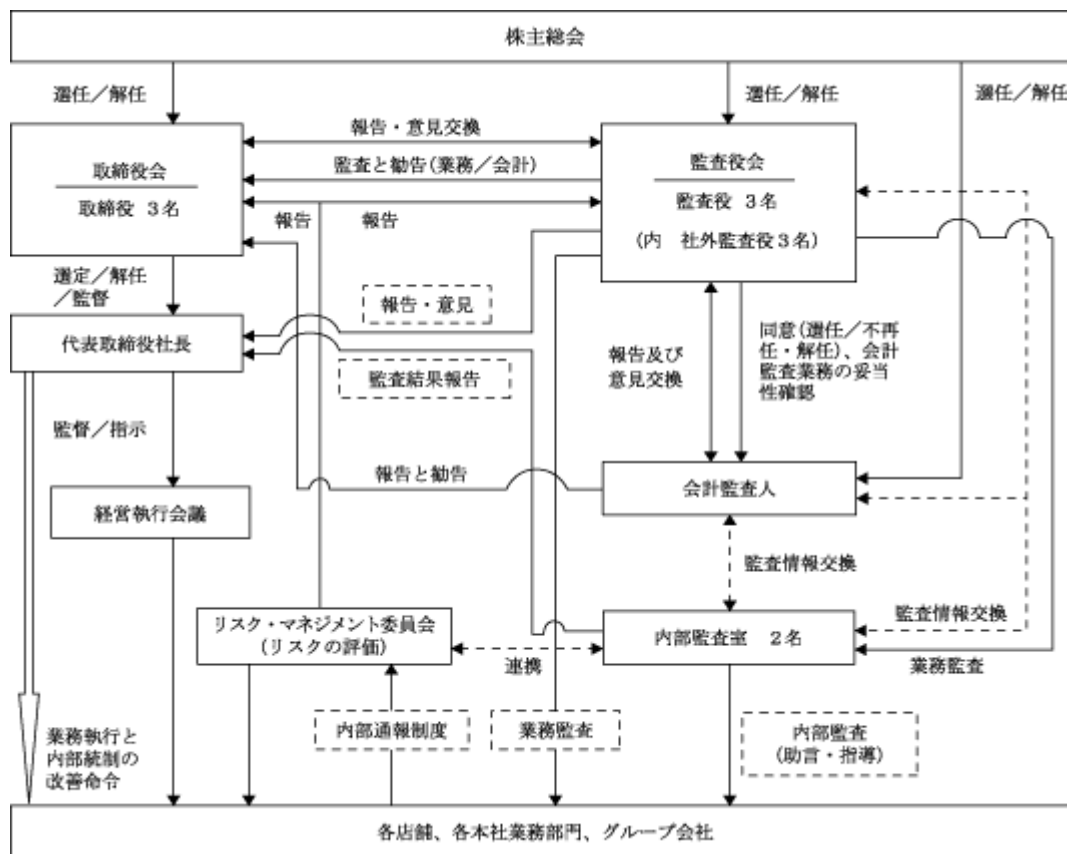 株主総会
選任／解任
選任／解任
選任／解任
取締役会
取締役 3名
報告・意見交換
監査と勧告(業務／会計)
報告
報告
監査役会
監査役 3名
(内 社外監査役3名)
選定／解任
／監督
報告・意見
代表取締役社長
監査結果報告
報告及び
意見交換
同意(選任／不再
任・解任)、会計
監査業務の妥当
性確認
監督／指示
報告と勧告
会計監査人
経営執行会議
監査情報交換
リスク・マネジメント委員会
(リスクの評価)
連携
内部監査室 2名
監査情報交換
業務監査
業務執行と
内部統制の
改善命令
内部通報制度
業務監査
内部監査
(助言・指導)
各店舗、各本社業務部門、グループ会社